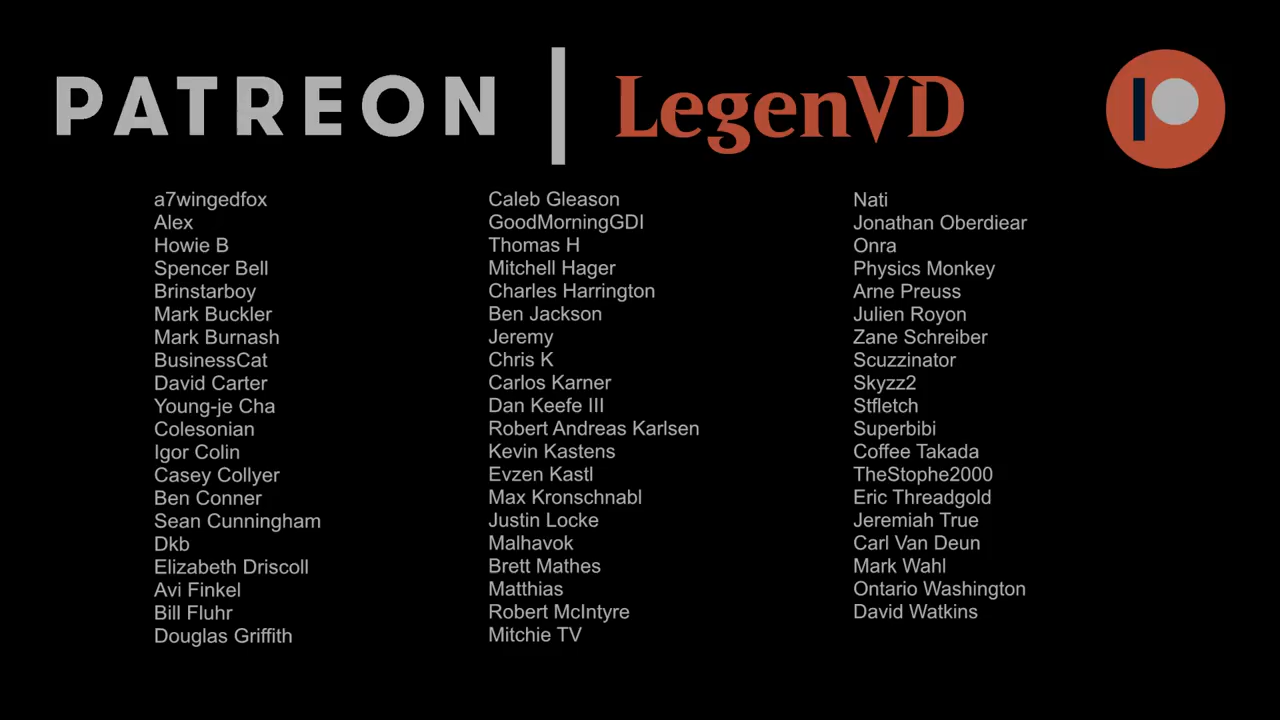 PATREON | LegenVD
a7wingedfox
Alex
Howie B
Spencer Bell
Brinstarboy
Mark Buckler
Mark Burnash
BusinessCat
David Carter
Young-je Cha
Colesonian
Igor Colin
Casey Collyer
Ben Conner
Sean Cunningham
Dkb
Elizabeth Driscoll
Avi Finkel
Bill Fluhr
Douglas Griffith
Caleb Gleason
GoodMorningGDI
Thomas H
Mitchell Hager
Charles Harrington
Ben Jackson
Jeremy
Chris K
Carlos Karner
Dan Keefe III
Robert Andreas Karlsen
Kevin Kastens
Evzen Kastl
Max Kronschnabl
Justin Locke
Malhavok
Brett Mathes
Matthias
Robert McIntyre
Mitchie TV
Nati
Jonathan Oberdiear
Onra
Physics Monkey
Arne Preuss
Julien Royon
Zane Schreiber
Scuzzinator
Skyzz2
Stfletch
Superbibi
Coffee Takada
TheStophe2000
Eric Threadgold
Jeremiah True
Carl Van Deun
Mark Wahl
Ontario Washington
David Watkins